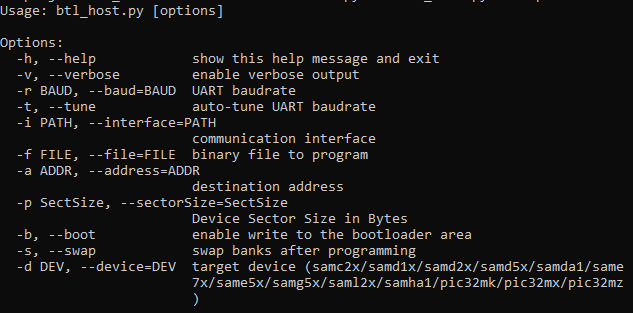 Usage: btl_host.py [options]
Options:
-h, --help show this help message and exit
-v, --verbose enable verbose output
-r BAUD, --baud=BAUD UART baudrate
-t, --tune auto-tune UART baudrate
-i PATH, --interface=PATH
communication interface
-f FILE, --file=FILE binary file to program
-a ADDR, --address=ADDR
destination address
-p SectSize, --sectorSize=SectSize
Device Sector Size in Bytes
-b, --boot enable write to the bootloader area
-s, --swap swap banks after programming
-d DEV, --device=DEV target device (samc2x/samd1x/samd2x/samd5x/samda1/same
7x/same5x/samg5x/saml2x/samha1/pic32mk/pic32mx/pic32mz
)